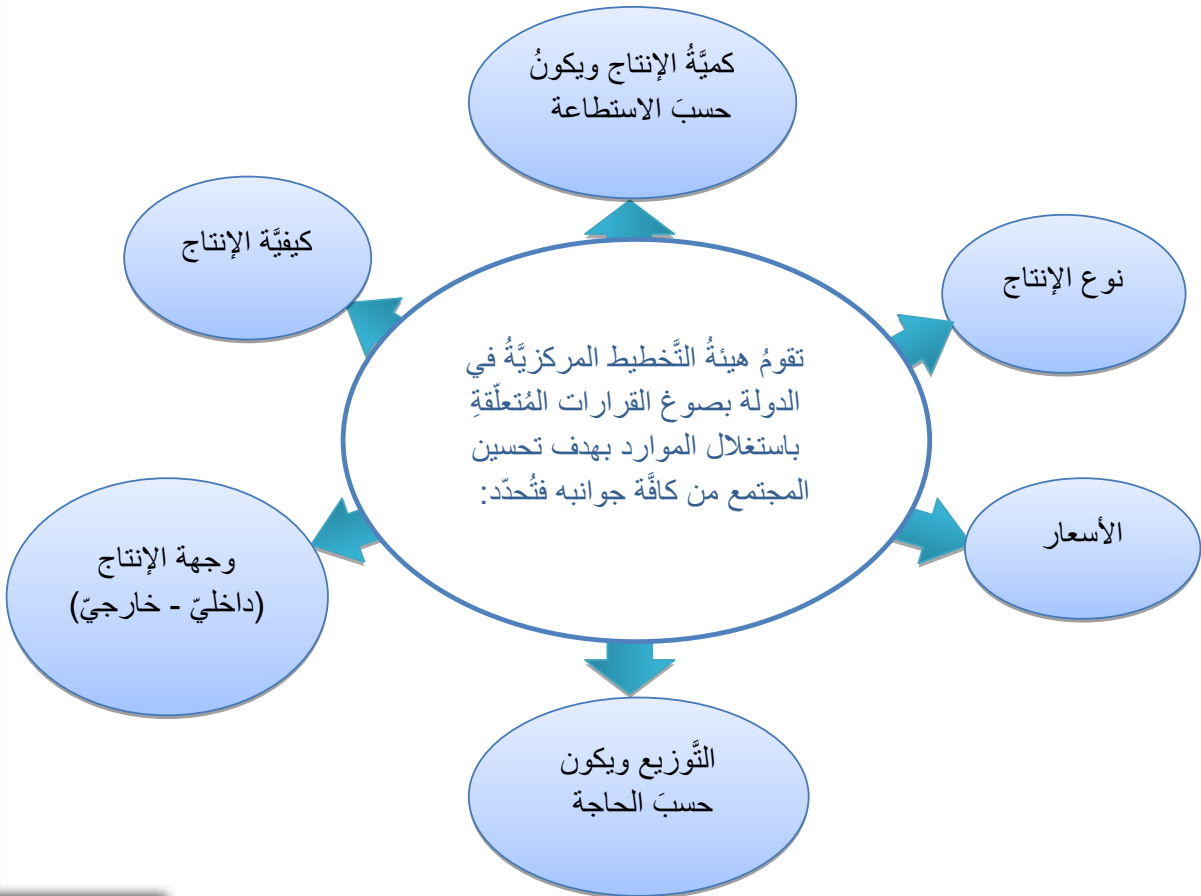 كميَّةُ الإنتاج ويكونُ
حسبَ الاستطاعة
نوع الإنتاج
كيفيَّة الإنتاج
تقومُ هيئةُ التَّخطيط المركزيَّةُ في
الدولة بصوغ القرارات المُتعلّقةِ
باستغلال الموارد بهدف تحسين
المجتمع من كافَّة جوانبه فتُحدّد:
الأسعار
وجهة الإنتاج
(داخليّ - خارجيّ)
التَّوزيع ويكون
حسبَ الحاجة